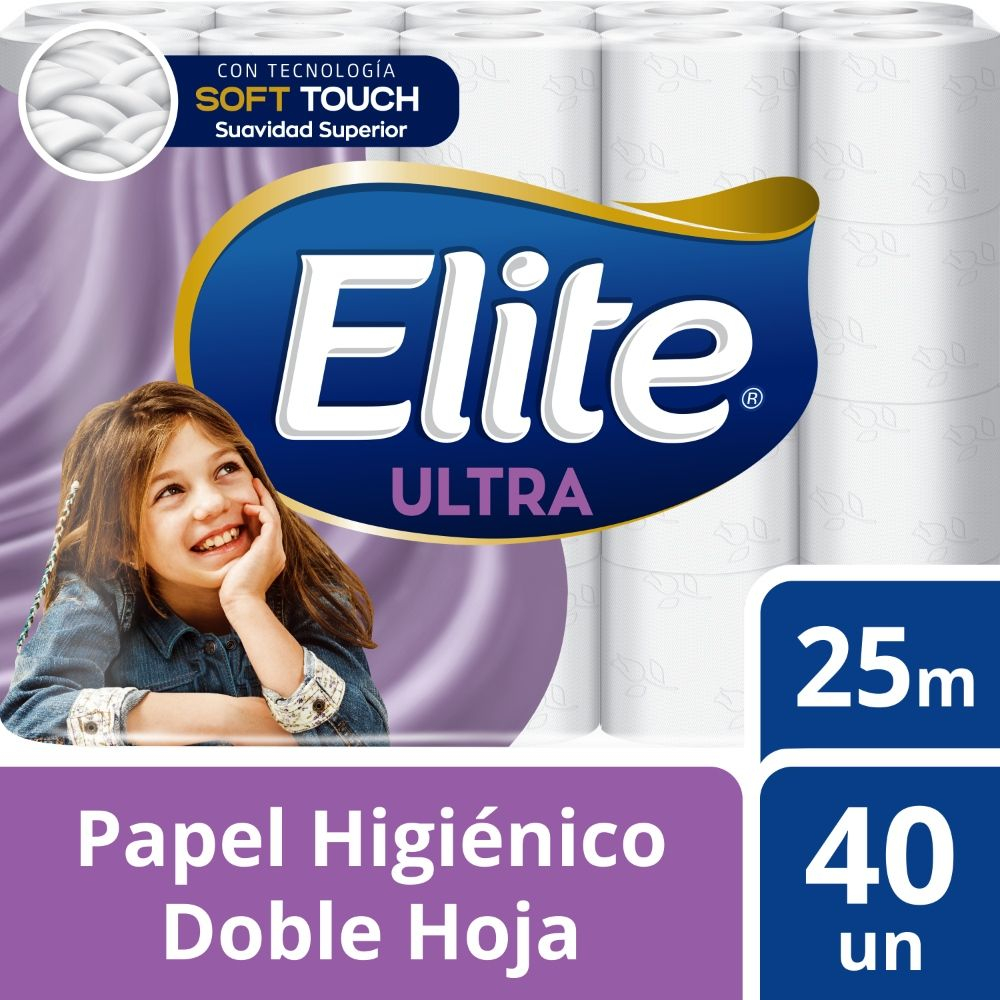 CON TECNOLOGÍA
SOFT TOUCH
Suavidad Superior
Elite®
ULTRA
25m
Papel Higiénico
Doble Hoja
40
un